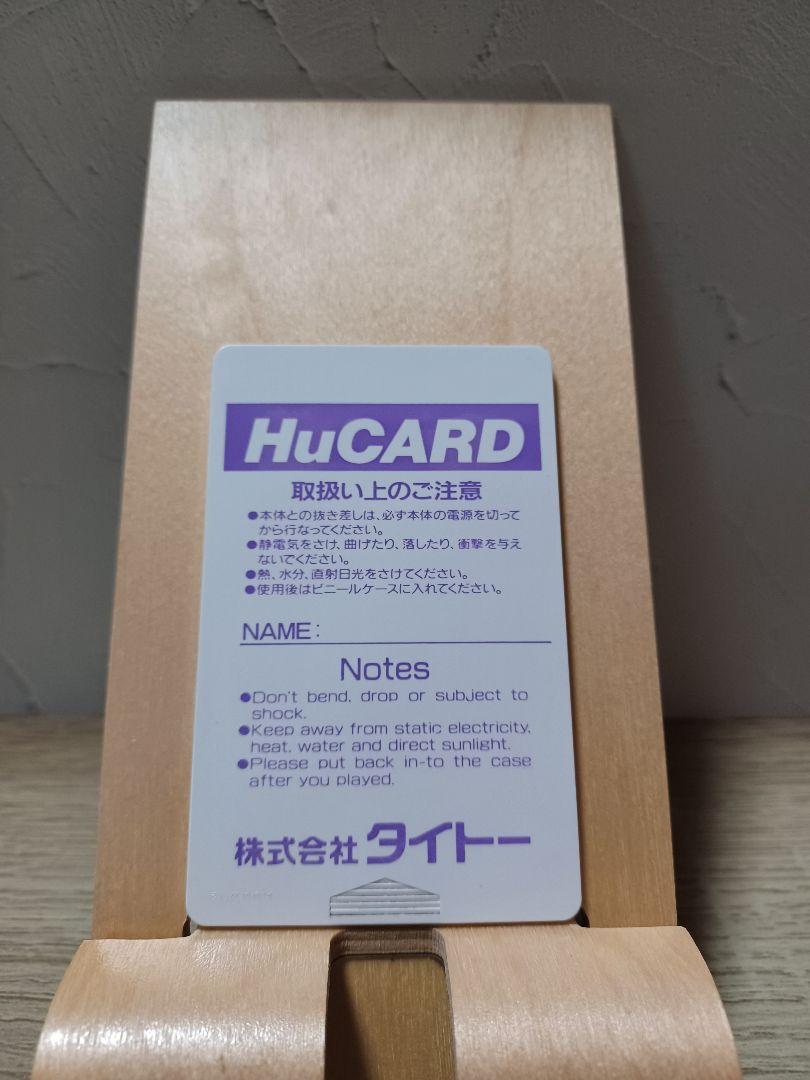 HuCARD
取扱い上のご注意
●本体との抜き差しは、必ず本体の電源を切って
から行なってください。
●静電気をさけ、曲げたり、落したり、衝撃を与え
ないでください。
●熱、水分、直射日光をさけてください。
●使用後はビニールケースに入れてください。
NAME:
Notes
●Don't bend, drop or subject to
shock.
●Keep away from static electricity,
heat, water and direct sunlight.
●Please put back in-to the case
after you played.
株式会社 タイトー